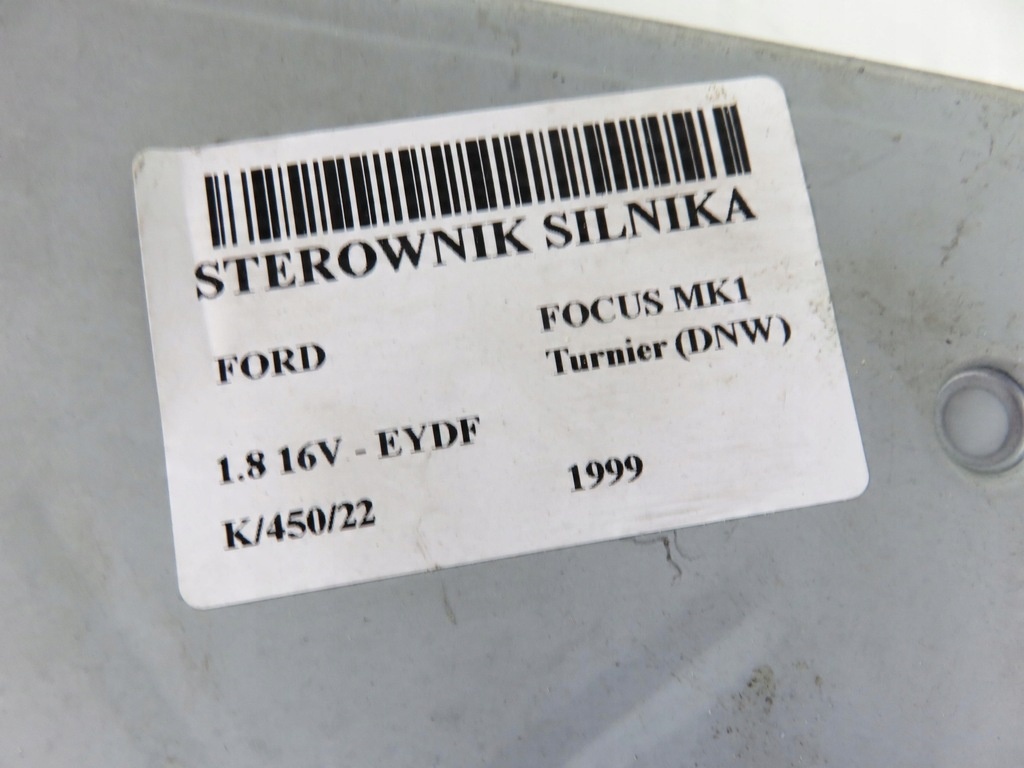 STEROWNIK SILNIKA
FORD
FOCUS MK1
Turnier (DNW)
1.8 16V - EYDF
1999
K/450/22